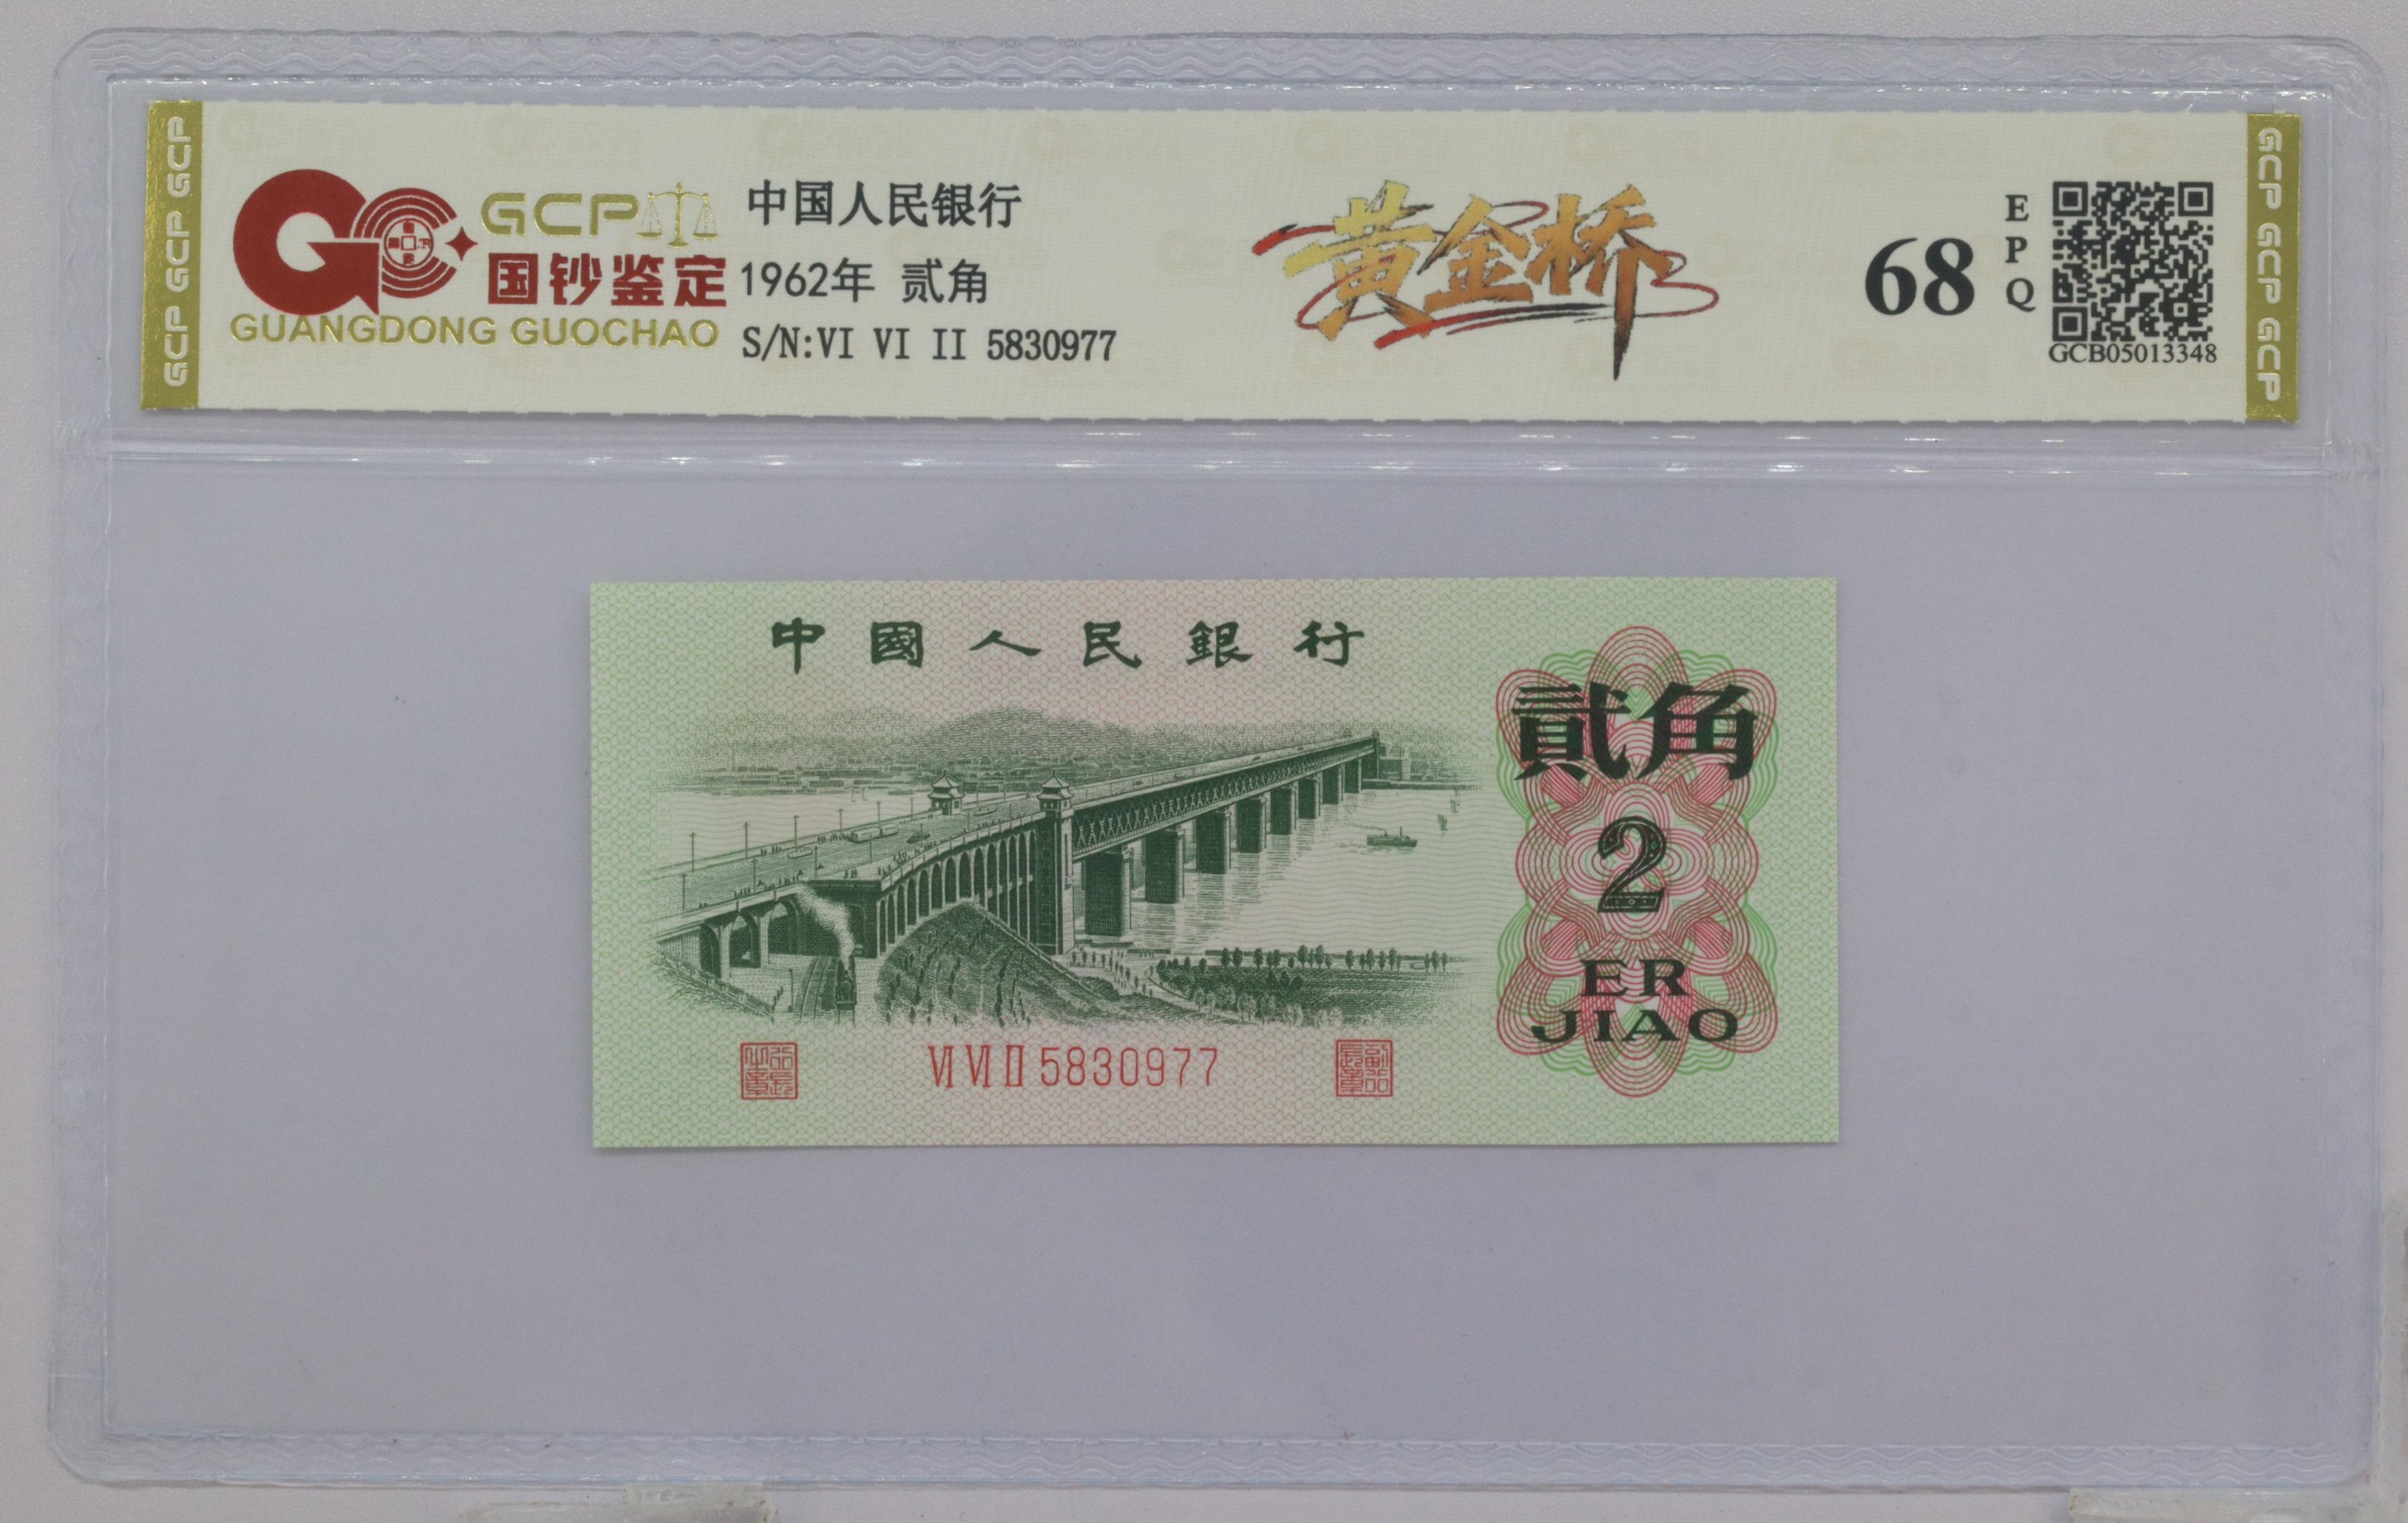 GCP GCP GCP
GCP
国钞鉴定
GUANGDONG GUOCHAO
中国人民银行
1962年 贰角
S/N:VI VI II 5830977
黄金桥
68
EPQ
GCB05013348
GCP GCP GCP
中國人民銀行
貳角
2
ER
JIAO
VI VI II 5830977